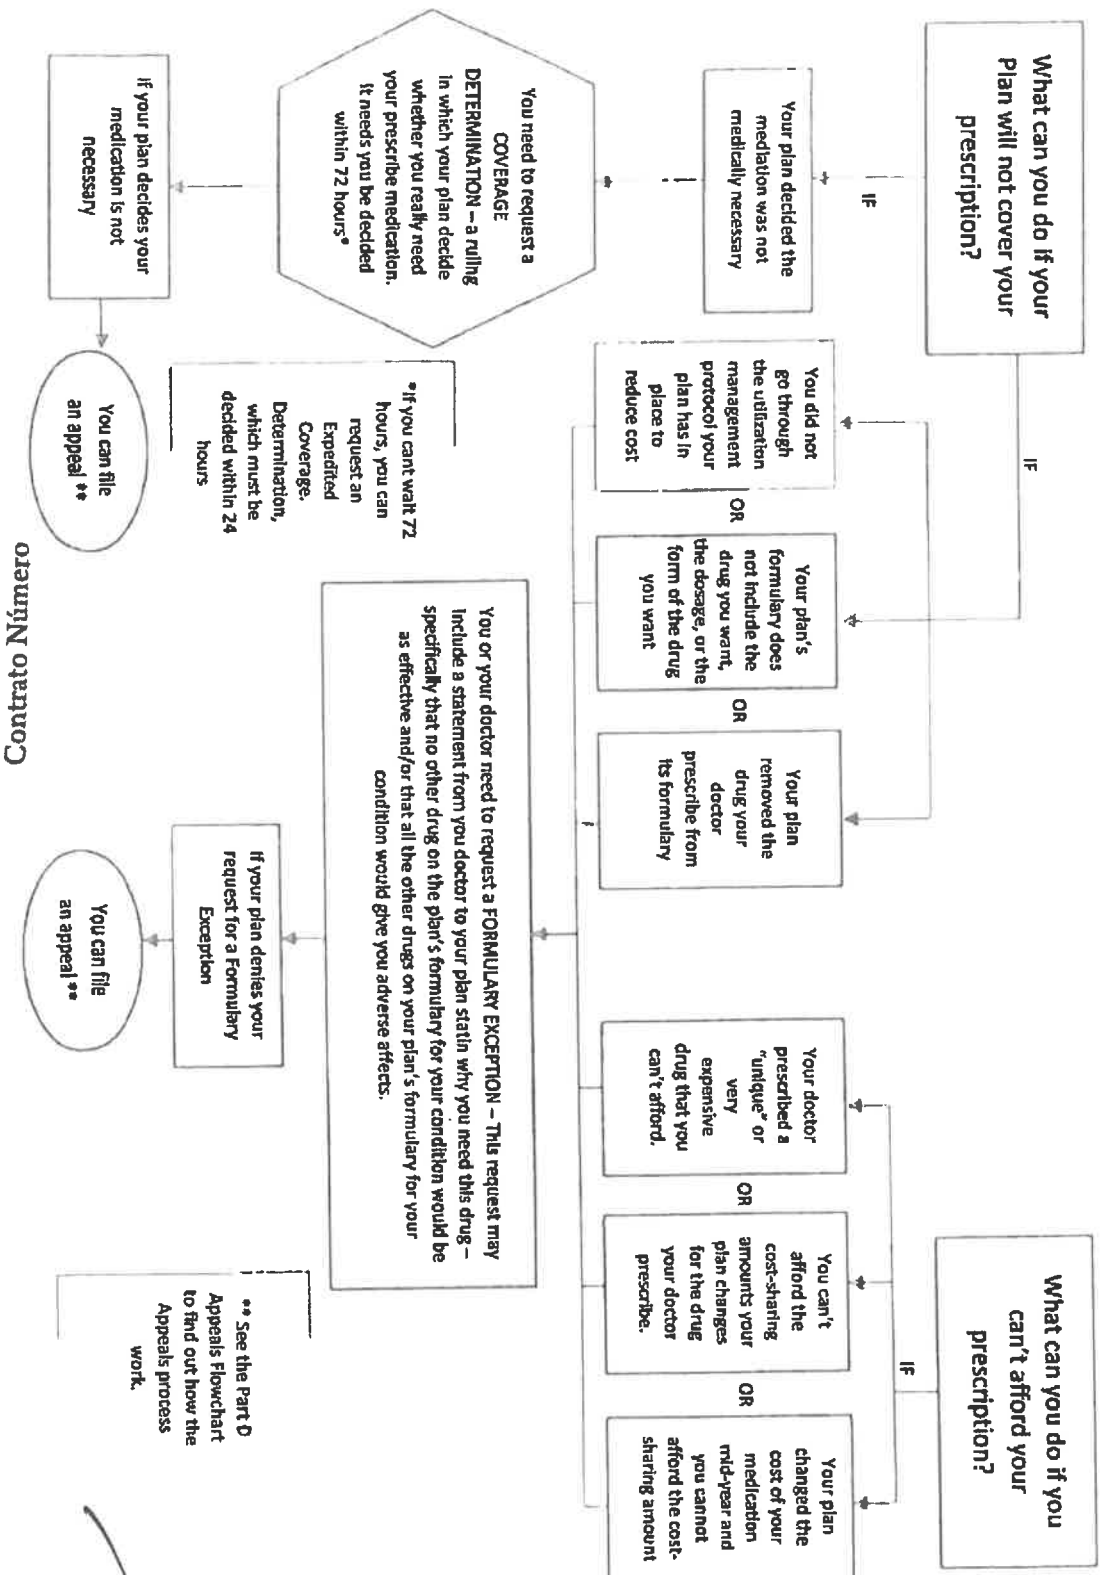 What can you do if your
Plan will not cover your
prescription?
What can you do if you
can't afford your
prescription?
IF
IF
IF
Your plan decided the
mediation was not
medically necessary
You did not
go through
the utilization
management
protocol your
plan has in
place to
reduce cost
OR
Your plan's
formulary does
not include the
drug you want,
the dosage, or the
form of the drug
you want
OR
Your plan
removed the
drug your
doctor
prescribe from
its formulary
Your doctor
prescribed a
"unique" or
very
expensive
drug that you
can't afford.
OR
You can't
afford the
cost-sharing
amounts your
plan changes
for the drug
your doctor
prescribe.
OR
Your plan
changed the
cost of your
medication
mid-year and
you cannot
afford the cost-
sharing amount
You need to request a
COVERAGE
DETERMINATION – a ruling
in which your plan decide
whether you really need
your prescribe medication.
It needs you be decided
within 72 hours*
*If you cant wait 72
hours, you can
request an
Expedited
Coverage.
Determination,
which must be
decided within 24
hours
You or your doctor need to request a FORMULARY EXCEPTION – This request may
include a statement from you doctor to your plan statin why you need this drug –
specifically that no other drug on the plan's formulary for your condition would be
as effective and/or that all the other drugs on your plan's formulary for your
condition would give you adverse affects.
If your plan decides your
medication is not
necessary
You can file
an appeal **
If your plan denies your
request for a Formulary
Exception
You can file
an appeal **
** See the Part D
Appeals Flowchart
to find out how the
Appeals process
work.
Contrato Número